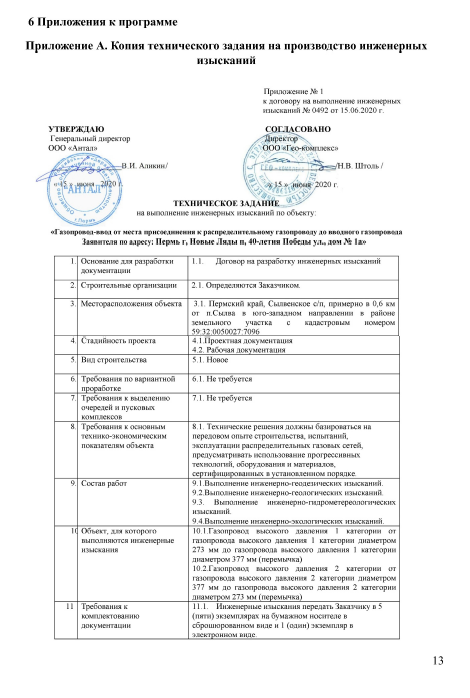 6 Приложения к программе
Приложение А. Копия технического задания на производство инженерных
изысканий
Приложение № 1
к договору на выполнение инженерных
изысканий № 0492 от 15.06.2020 г.
УТВЕРЖДАЮ
Генеральный директор
ООО «Антал»
В.И. Аликин/
« 15 » июня 2020 г.
АНТАЛ
г.Пермь
СОГЛАСОВАНО
Директор
ООО «Гео-комплекс»
/Н.В. Штоль /
« 15 » июня 2020 г.
ТЕХНИЧЕСКОЕ ЗАДАНИЕ
на выполнение инженерных изысканий по объекту:
«Газопровод-ввод от места присоединения к распределительному газопроводу до вводного газопровода
Заявителя по адресу: Пермь г, Новые Ляды п, 40-летия Победы ул., дом № 1а»
1. Основание для разработки
документации
1.1. Договор на разработку инженерных изысканий
2. Строительные организации
2.1. Определяются Заказчиком.
3. Месторасположения объекта
3.1. Пермский край, Сылвенское с/п, примерно в 0,6 км
от п.Сылва в юго-западном направлении в районе
земельного участка с кадастровым номером
59:32:0050027:7096
4. Стадийность проекта
4.1.Проектная документация
4.2. Рабочая документация
5. Вид строительства
5.1. Новое
6. Требования по вариантной
проработке
6.1. Не требуется
7. Требования к выделению
очередей и пусковых
комплексов
7.1. Не требуется
8. Требования к основным
технико-экономическим
показателям объекта
8.1. Технические решения должны базироваться на
передовом опыте строительства, испытаний,
эксплуатации распределительных газовых сетей,
предусматривать использование прогрессивных
технологий, оборудования и материалов,
сертифицированных в установленном порядке.
9. Состав работ
9.1.Выполнение инженерно-геодезических изысканий.
9.2.Выполнение инженерно-геологических изысканий.
9.3. Выполнение инженерно-гидрометеорологических
изысканий.
9.4.Выполнение инженерно-экологических изысканий.
10 Объект, для которого
выполняются инженерные
изыскания
10.1.Газопровод высокого давления 1 категории от
газопровода высокого давления 1 категории диаметром
273 мм до газопровода высокого давления 1 категории
диаметром 377 мм (перемычка)
10.2.Газопровод высокого давления 2 категории от
газопровода высокого давления 2 категории диаметром
377 мм до газопровода высокого давления 2 категории
диаметром 273 мм (перемычка)
11 Требования к
комплектованию
документации
11.1. Инженерные изыскания передать Заказчику в 5
(пяти) экземплярах на бумажном носителе в
сброшюрованном виде и 1 (один) экземпляр в
электронном виде.
13